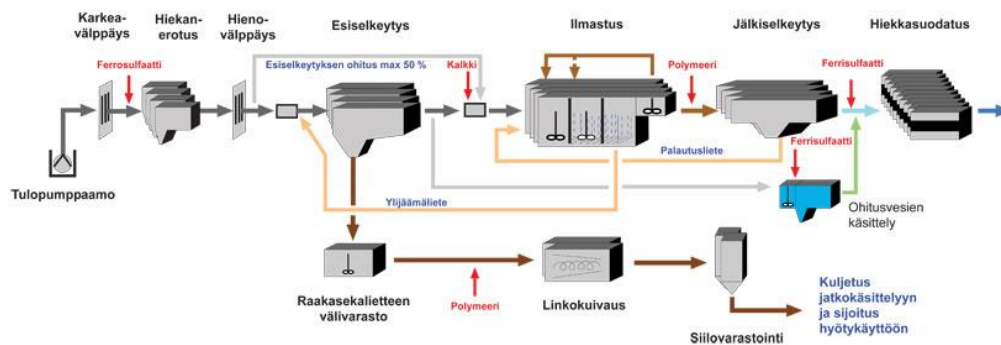 Karkea-
välppäys
Hiekan-
erotus
Hieno-
välppäys
Esiselkeytys
Ilmastus
Jälkiselkeytys
Hiekkasuodatus
Ferrosulfaatti
Esiselkeytyksen ohitus max 50 %
Kalkki
Polymeeri
Ferrisulfaatti
Tulopumppaamo
Palautusliete
Ferrisulfaatti
Ylijäämäliete
Ohitusvesien
käsittely
Raakasekalietteen
välivarasto
Polymeeri
Linkokuivaus
Siilovarastointi
Kuljetus
jatkokäsittelyyn
ja sijoitus
hyötykäyttöön